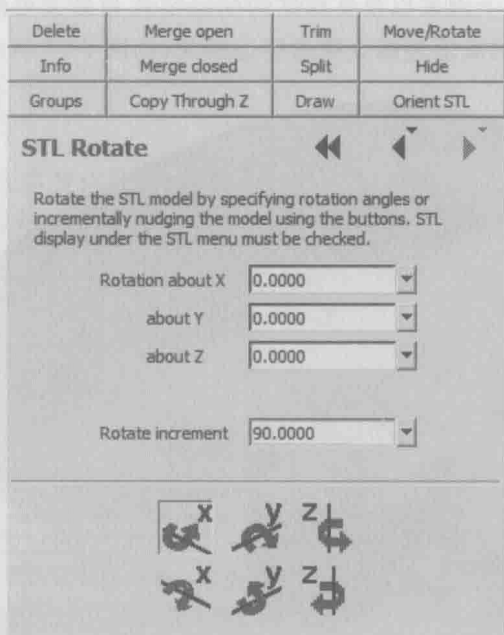 Delete Merge open Trim Move/Rotate
Info Merge closed Split Hide
Groups Copy Through Z Draw Orient STL
STL Rotate
Rotate the STL model by specifying rotation angles or
incrementally nudging the model using the buttons. STL
display under the STL menu must be checked.
Rotation about X 0.0000
about Y 0.0000
about Z 0.0000
Rotate increment 90.0000
x y z
x y z